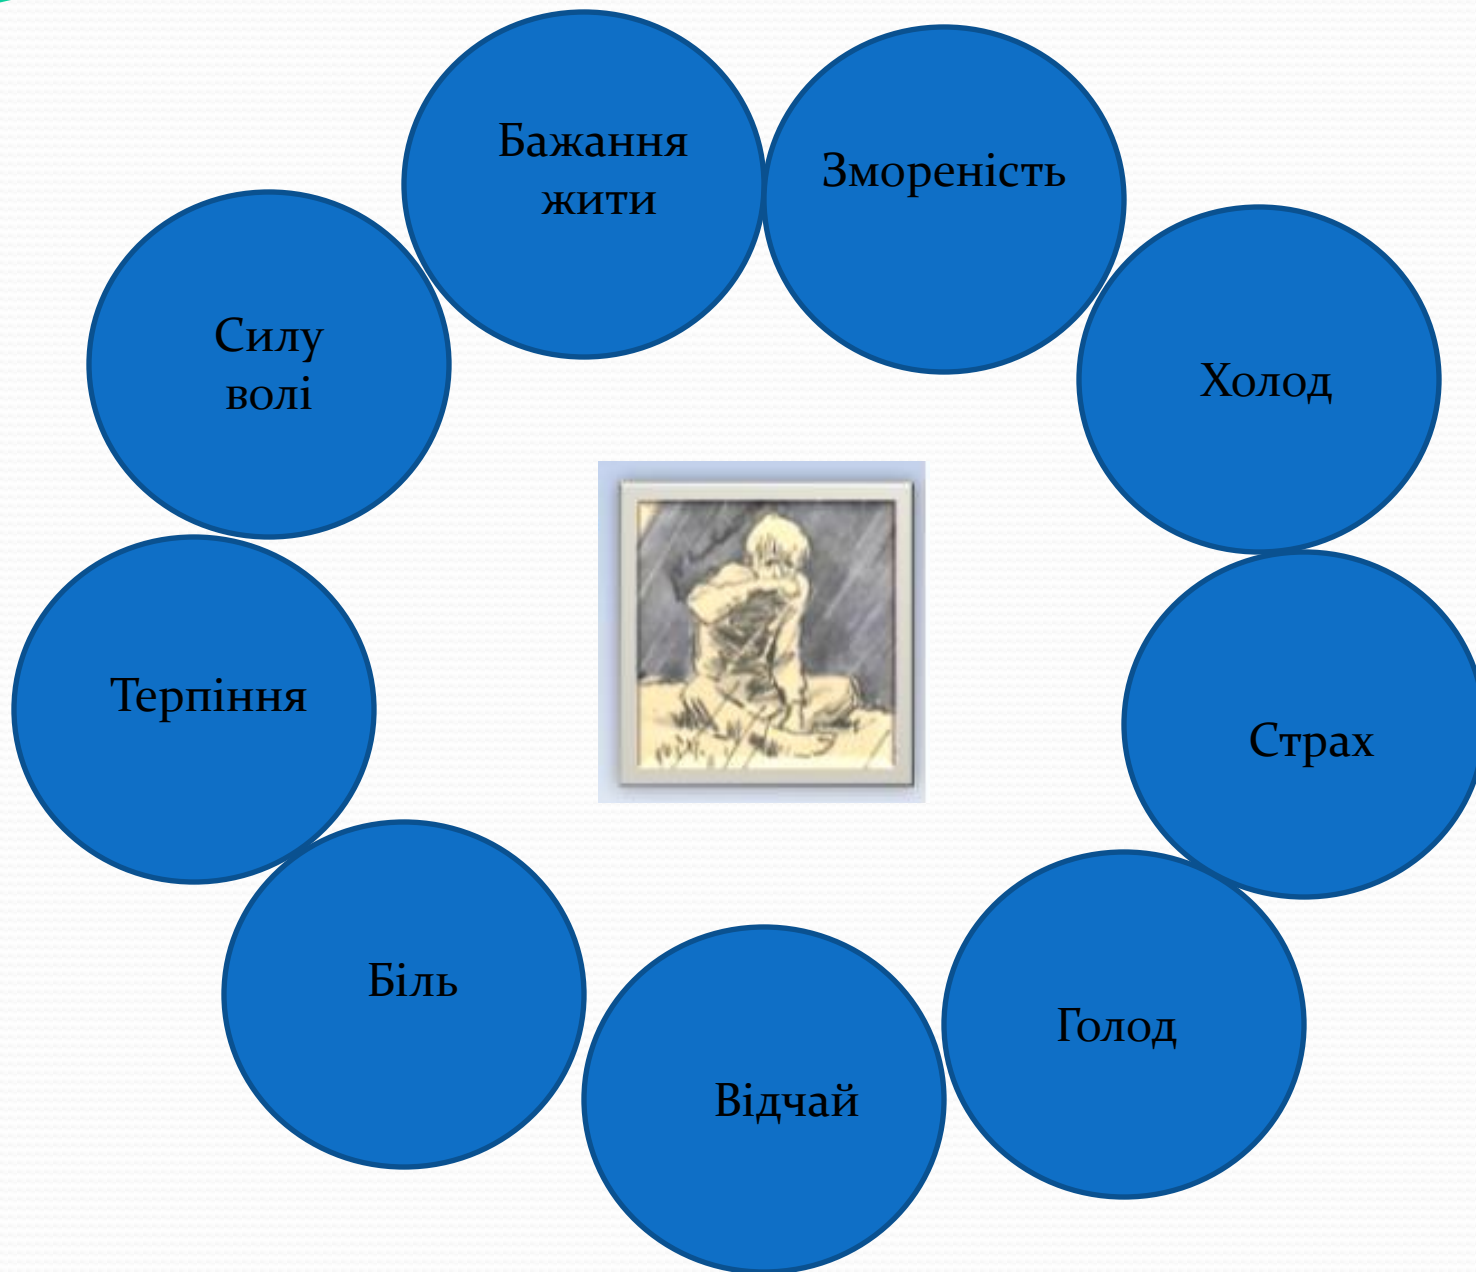 Бажання
жити
Змореність
Холод
Страх
Голод
Відчай
Біль
Терпіння
Силу
волі